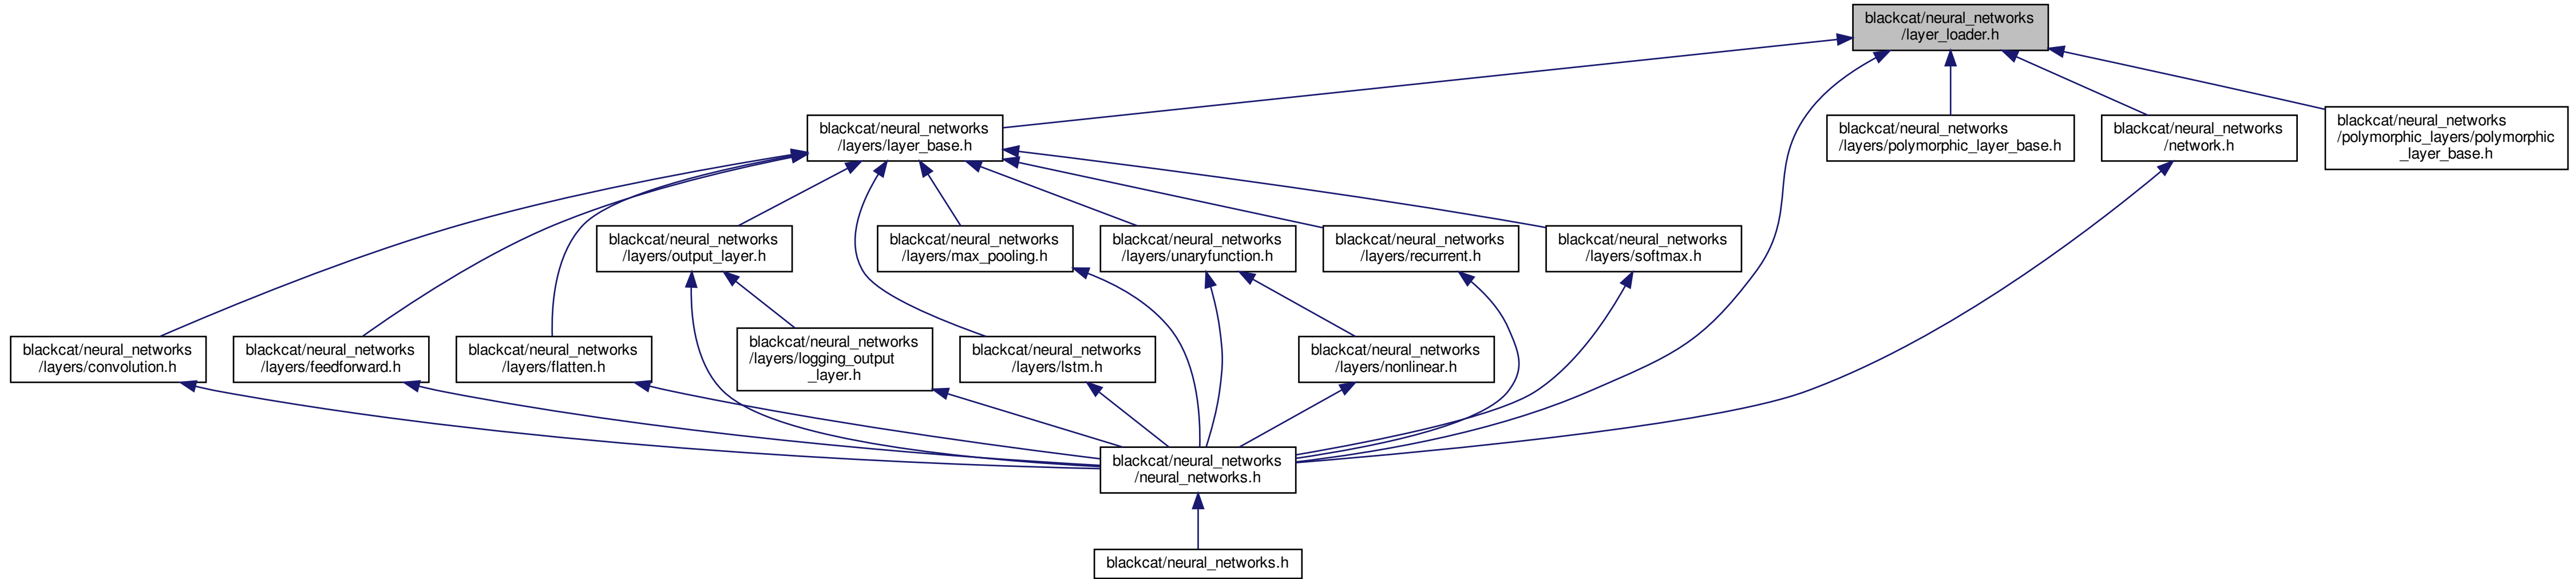 blackcat/neural_networks
/layer_loader.h
blackcat/neural_networks
/layers/layer_base.h
blackcat/neural_networks
/layers/polymorphic_layer_base.h
blackcat/neural_networks
/network.h
blackcat/neural_networks
/polymorphic_layers/polymorphic
_layer_base.h
blackcat/neural_networks
/layers/output_layer.h
blackcat/neural_networks
/layers/max_pooling.h
blackcat/neural_networks
/layers/unaryfunction.h
blackcat/neural_networks
/layers/recurrent.h
blackcat/neural_networks
/layers/softmax.h
blackcat/neural_networks
/layers/convolution.h
blackcat/neural_networks
/layers/feedforward.h
blackcat/neural_networks
/layers/flatten.h
blackcat/neural_networks
/layers/logging_output
_layer.h
blackcat/neural_networks
/layers/lstm.h
blackcat/neural_networks
/layers/nonlinear.h
blackcat/neural_networks
/neural_networks.h
blackcat/neural_networks.h